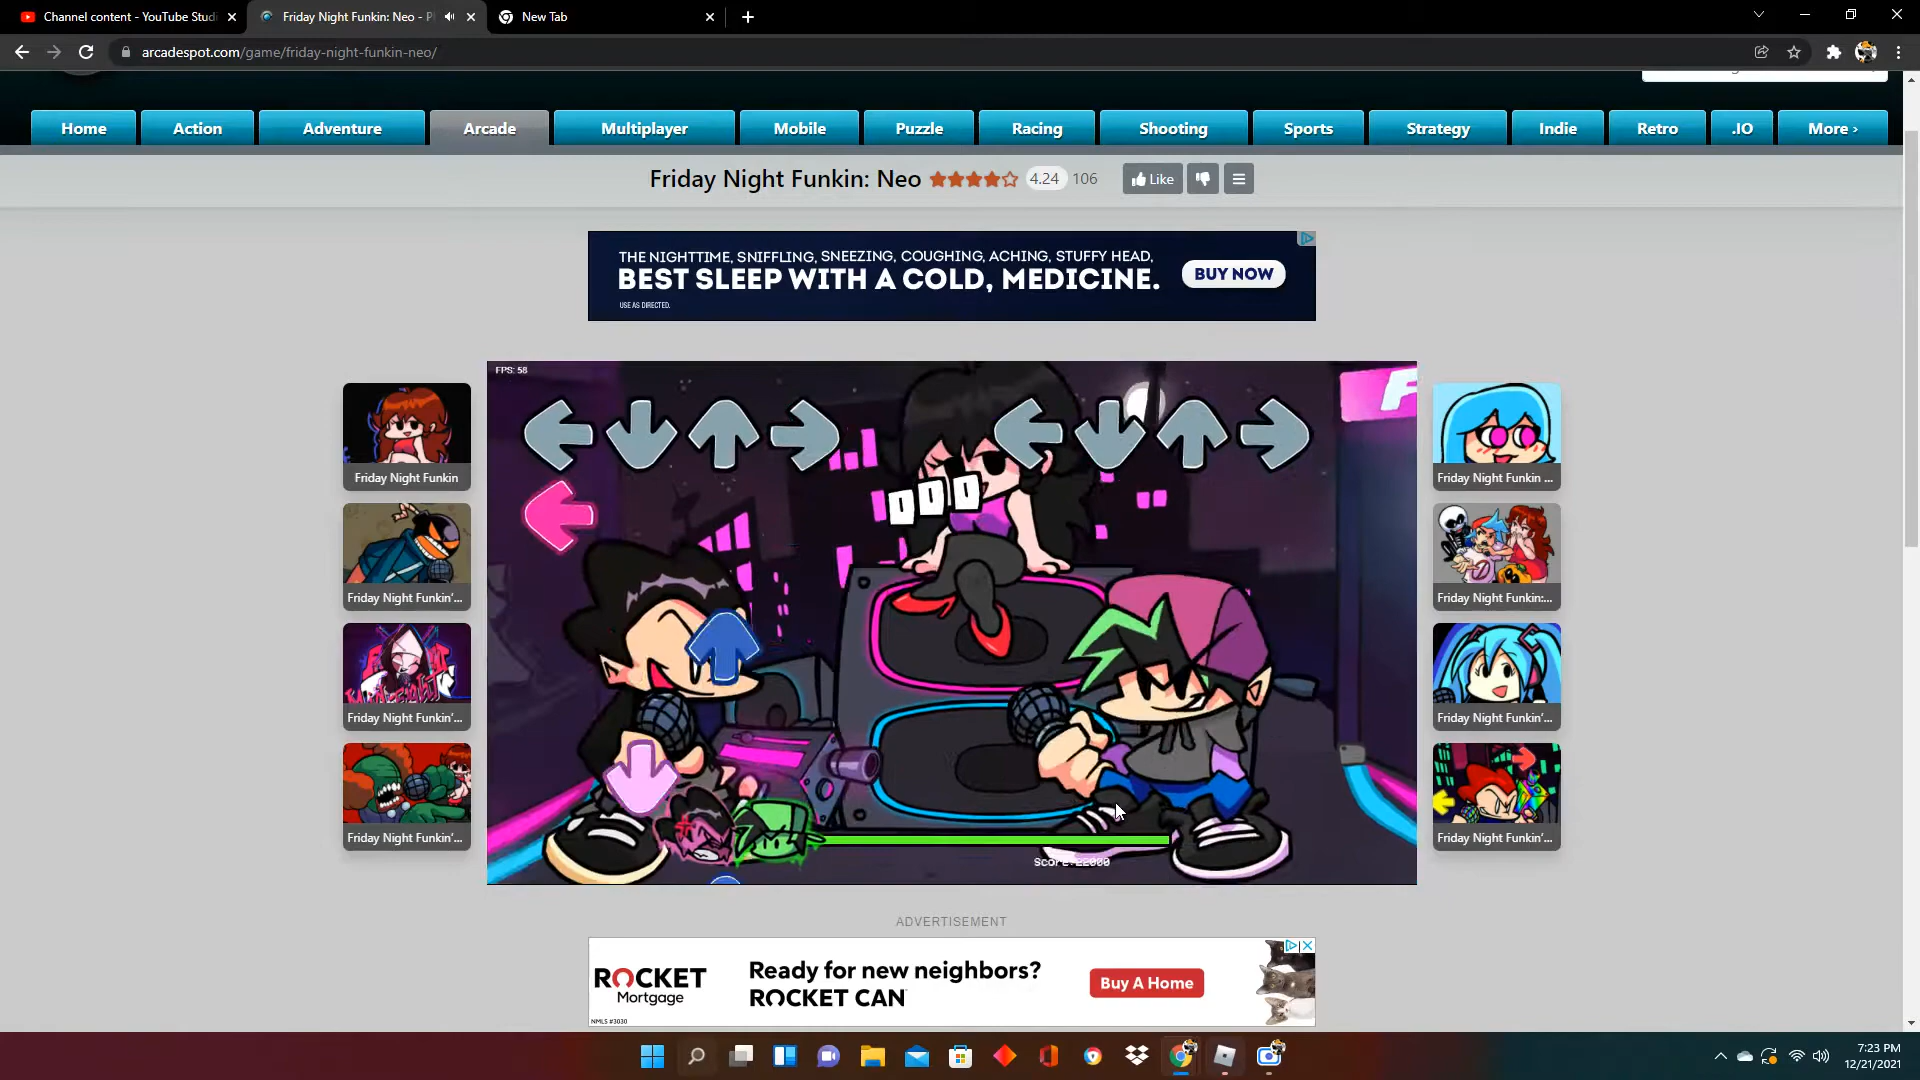 Channel content - YouTube Studi
Friday Night Funkin: Neo - P
New Tab
arcadespot.com/game/friday-night-funkin-neo/
Home
Action
Adventure
Arcade
Multiplayer
Mobile
Puzzle
Racing
Shooting
Sports
Strategy
Indie
Retro
.IO
More ›
Friday Night Funkin: Neo
4.24
106
Like
THE NIGHTTIME, SNIFFLING, SNEEZING, COUGHING, ACHING, STUFFY HEAD,
BEST SLEEP WITH A COLD, MEDICINE.
USE AS DIRECTED.
BUY NOW
FPS: 58
000
Score:22000
Friday Night Funkin
Friday Night Funkin'...
Friday Night Funkin'...
Friday Night Funkin'...
Friday Night Funkin ...
Friday Night Funkin:...
Friday Night Funkin'...
Friday Night Funkin'...
ADVERTISEMENT
ROCKET
Mortgage
NMLS #3030
Ready for new neighbors?
ROCKET CAN
Buy A Home
7:23 PM
12/21/2021